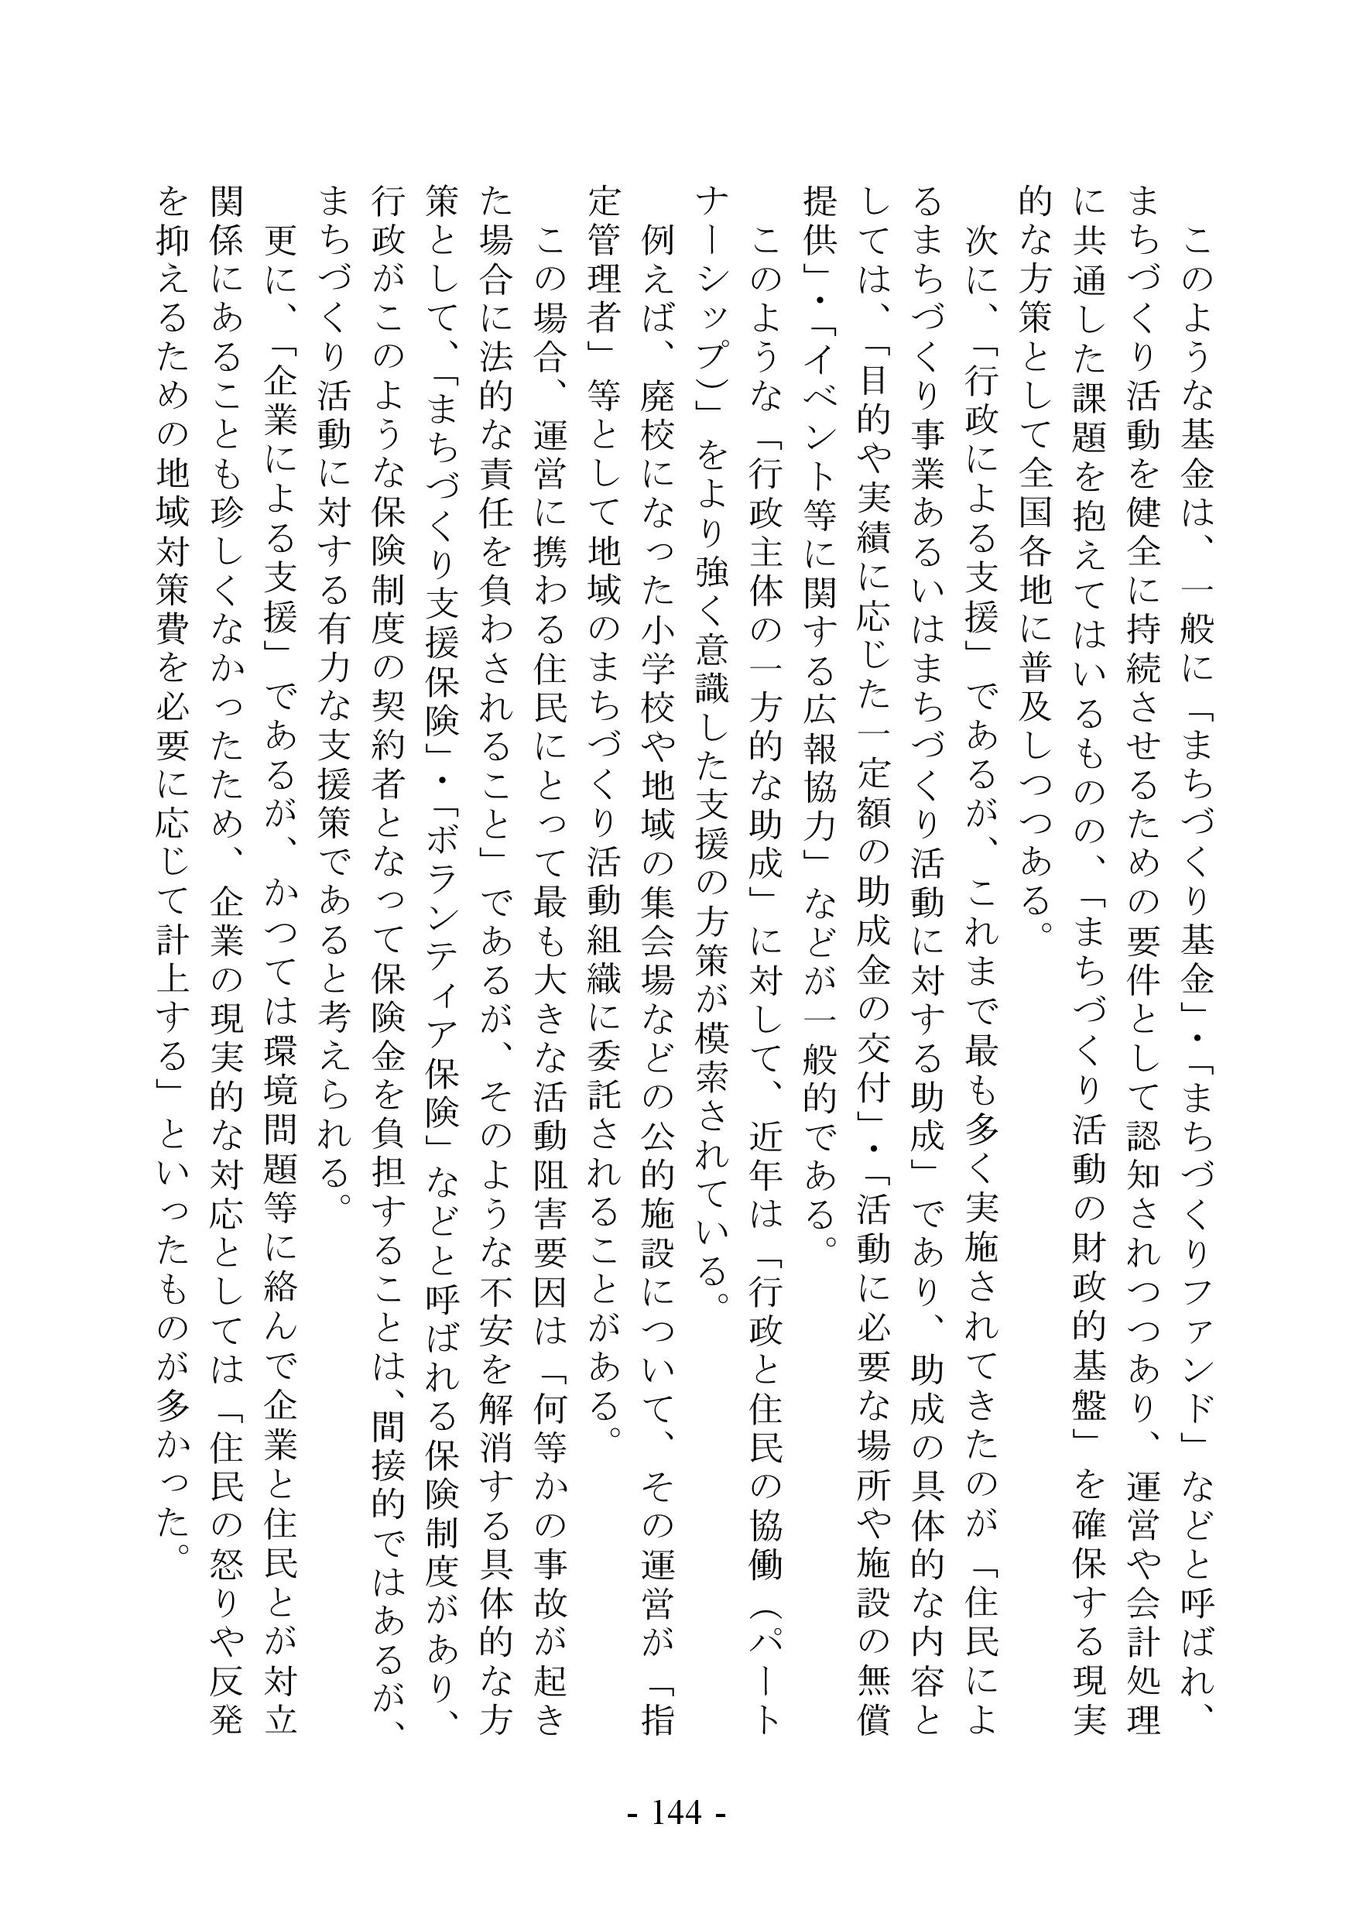 このような基金は、一般に「まちづくり基金」・「まちづくりファンド」などと呼ばれ、
まちづくり活動を健全に持続させるための要件として認知されつつあり、運営や会計処理
に共通した課題を抱えてはいるものの、「まちづくり活動の財政的基盤」を確保する現実
的な方策として全国各地に普及しつつある。
　次に、「行政による支援」であるが、これまで最も多く実施されてきたのが「住民によ
るまちづくり事業あるいはまちづくり活動に対する助成」であり、助成の具体的な内容と
しては、「目的や実績に応じた一定額の助成金の交付」・「活動に必要な場所や施設の無償
提供」・「イベント等に関する広報協力」などが一般的である。
　このような「行政主体の一方的な助成」に対して、近年は「行政と住民の協働（パート
ナーシップ）」をより強く意識した支援の方策が模索されている。
　例えば、廃校になった小学校や地域の集会場などの公的施設について、その運営が「指
定管理者」等として地域のまちづくり活動組織に委託されることがある。
　この場合、運営に携わる住民にとって最も大きな活動阻害要因は「何等かの事故が起き
た場合に法的な責任を負わされること」であるが、そのような不安を解消する具体的な方
策として、「まちづくり支援保険」・「ボランティア保険」などと呼ばれる保険制度があり、
行政がこのような保険制度の契約者となって保険金を負担することは、間接的ではあるが、
まちづくり活動に対する有力な支援策であると考えられる。
　更に、「企業による支援」であるが、かつては環境問題等に絡んで企業と住民とが対立
関係にあることも珍しくなかったため、企業の現実的な対応としては「住民の怒りや反発
を抑えるための地域対策費を必要に応じて計上する」といったものが多かった。
- 144 -